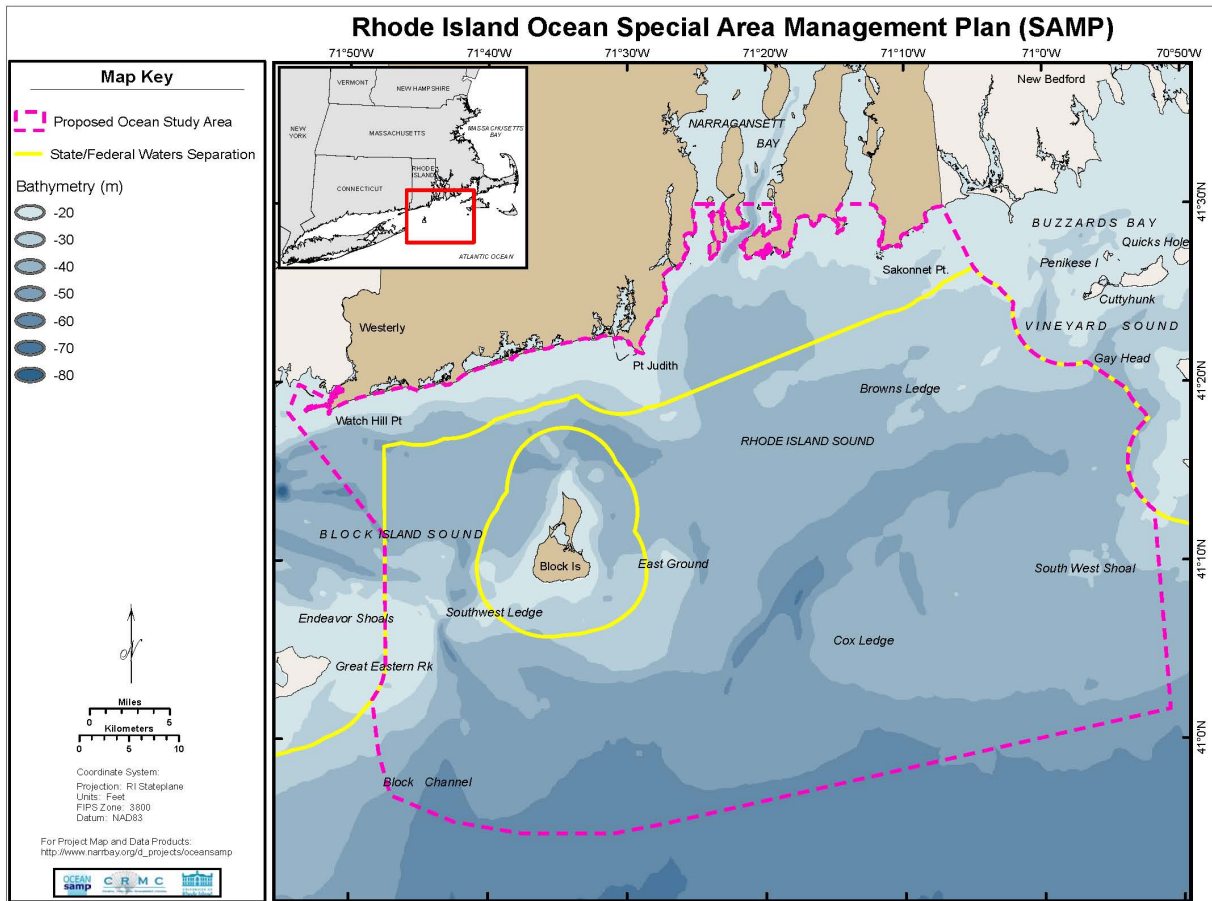 Rhode Island Ocean Special Area Management Plan (SAMP)
71°50'W
71°40'W
71°30'W
71°20'W
71°10'W
71°0'W
70°50'W
Map Key
Proposed Ocean Study Area
State/Federal Waters Separation
Bathymetry (m)
-20
-30
-40
-50
-60
-70
-80
Miles
0 5
Kilometers
0 5 10
Coordinate System:
Projection: RI Stateplane
Units: Feet
FIPS Zone: 3800
Datum: NAD83
For Project Map and Data Products:
http://www.narrbay.org/d_projects/oceansamp
OCEAN
samp
C R M C
VERMONT
NEW HAMPSHIRE
NEW
YORK
MASSACHUSETTS
MASSACHUSETTS
BAY
CONNECTICUT
RHODE
ISLAND
ATLANTIC OCEAN
New Bedford
NARRAGANSETT
BAY
41°30'N
BUZZARDS BAY
Quicks Hole
Penikese I
Sakonnet Pt.
Cuttyhunk
Westerly
VINEYARD SOUND
Gay Head
Pt Judith
41°20'N
Browns Ledge
Watch Hill Pt
RHODE ISLAND SOUND
BLOCK ISLAND SOUND
41°10'N
Block Is
East Ground
South West Shoal
Southwest Ledge
Endeavor Shoals
Cox Ledge
Great Eastern Rk
41°0'N
Block Channel